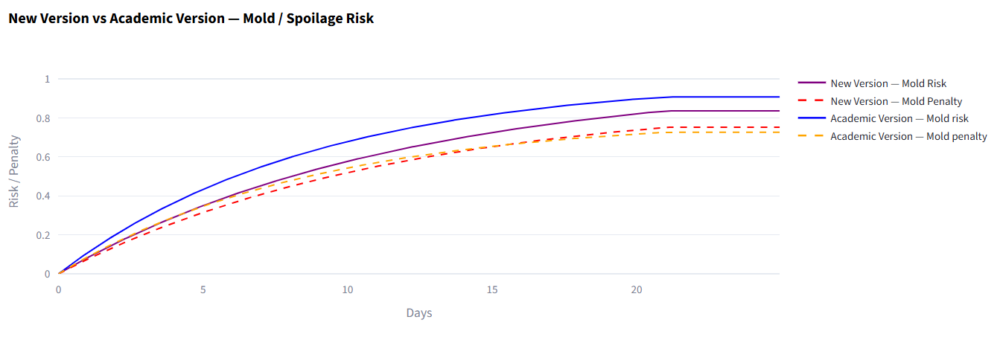 New Version vs Academic Version — Mold / Spoilage Risk
1
0.8
0.6
0.4
0.2
0
Risk / Penalty
0 5 10 15 20
Days
New Version — Mold Risk
New Version — Mold Penalty
Academic Version — Mold risk
Academic Version — Mold penalty